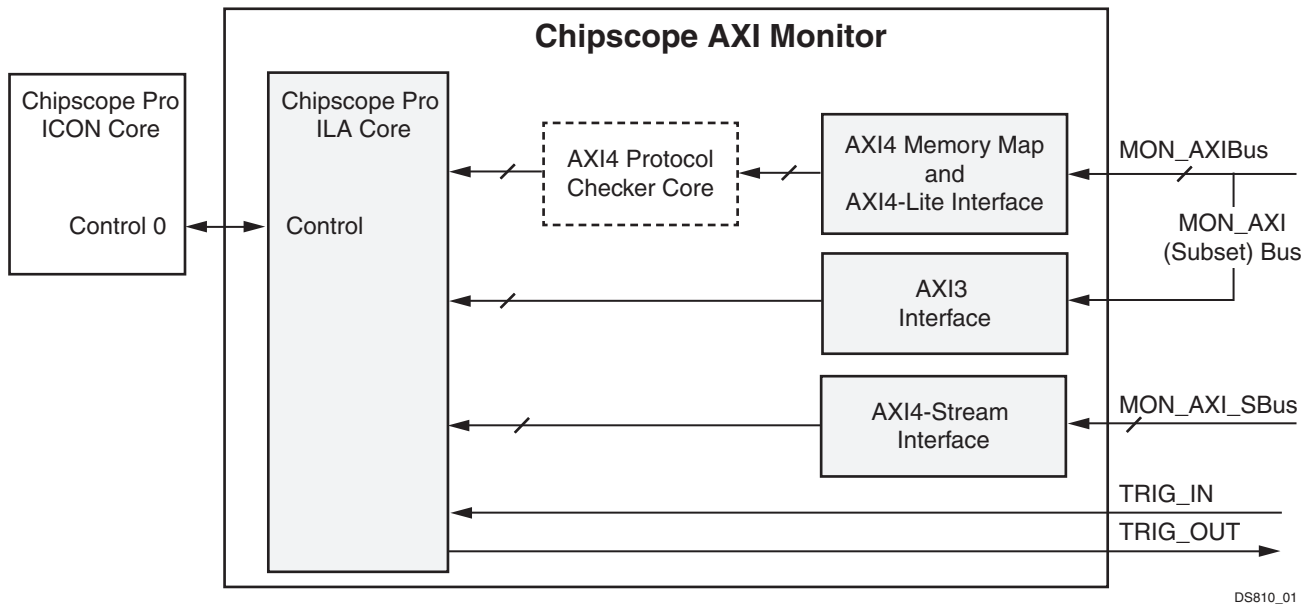 Chipscope AXI Monitor
Chipscope Pro
ICON Core
Control 0
Chipscope Pro
ILA Core
Control
AXI4 Protocol
Checker Core
AXI4 Memory Map
and
AXI4-Lite Interface
MON_AXIBus
MON_AXI
(Subset) Bus
AXI3
Interface
AXI4-Stream
Interface
MON_AXI_SBus
TRIG_IN
TRIG_OUT
DS810_01